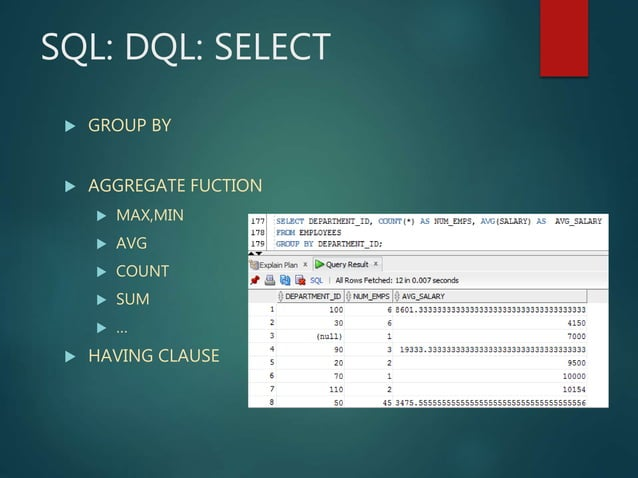 SQL: DQL: SELECT
GROUP BY
AGGREGATE FUCTION
MAX,MIN
AVG
COUNT
SUM
...
HAVING CLAUSE
177 SELECT DEPARTMENT_ID, COUNT(*) AS NUM_EMPS, AVG(SALARY) AS AVG_SALARY
178 FROM EMPLOYEES
179 GROUP BY DEPARTMENT_ID;
Explain Plan x Query Result x
SQL | All Rows Fetched: 12 in 0.007 seconds
DEPARTMENT_ID NUM_EMPS AVG_SALARY
1 100 6 8601.333333333333333333333333333333333333
2 30 6 4150
3 (null) 1 7000
4 90 3 19333.3333333333333333333333333333333333
5 20 2 9500
6 70 1 10000
7 110 2 10154
8 50 45 3475.555555555555555555555555555555555556